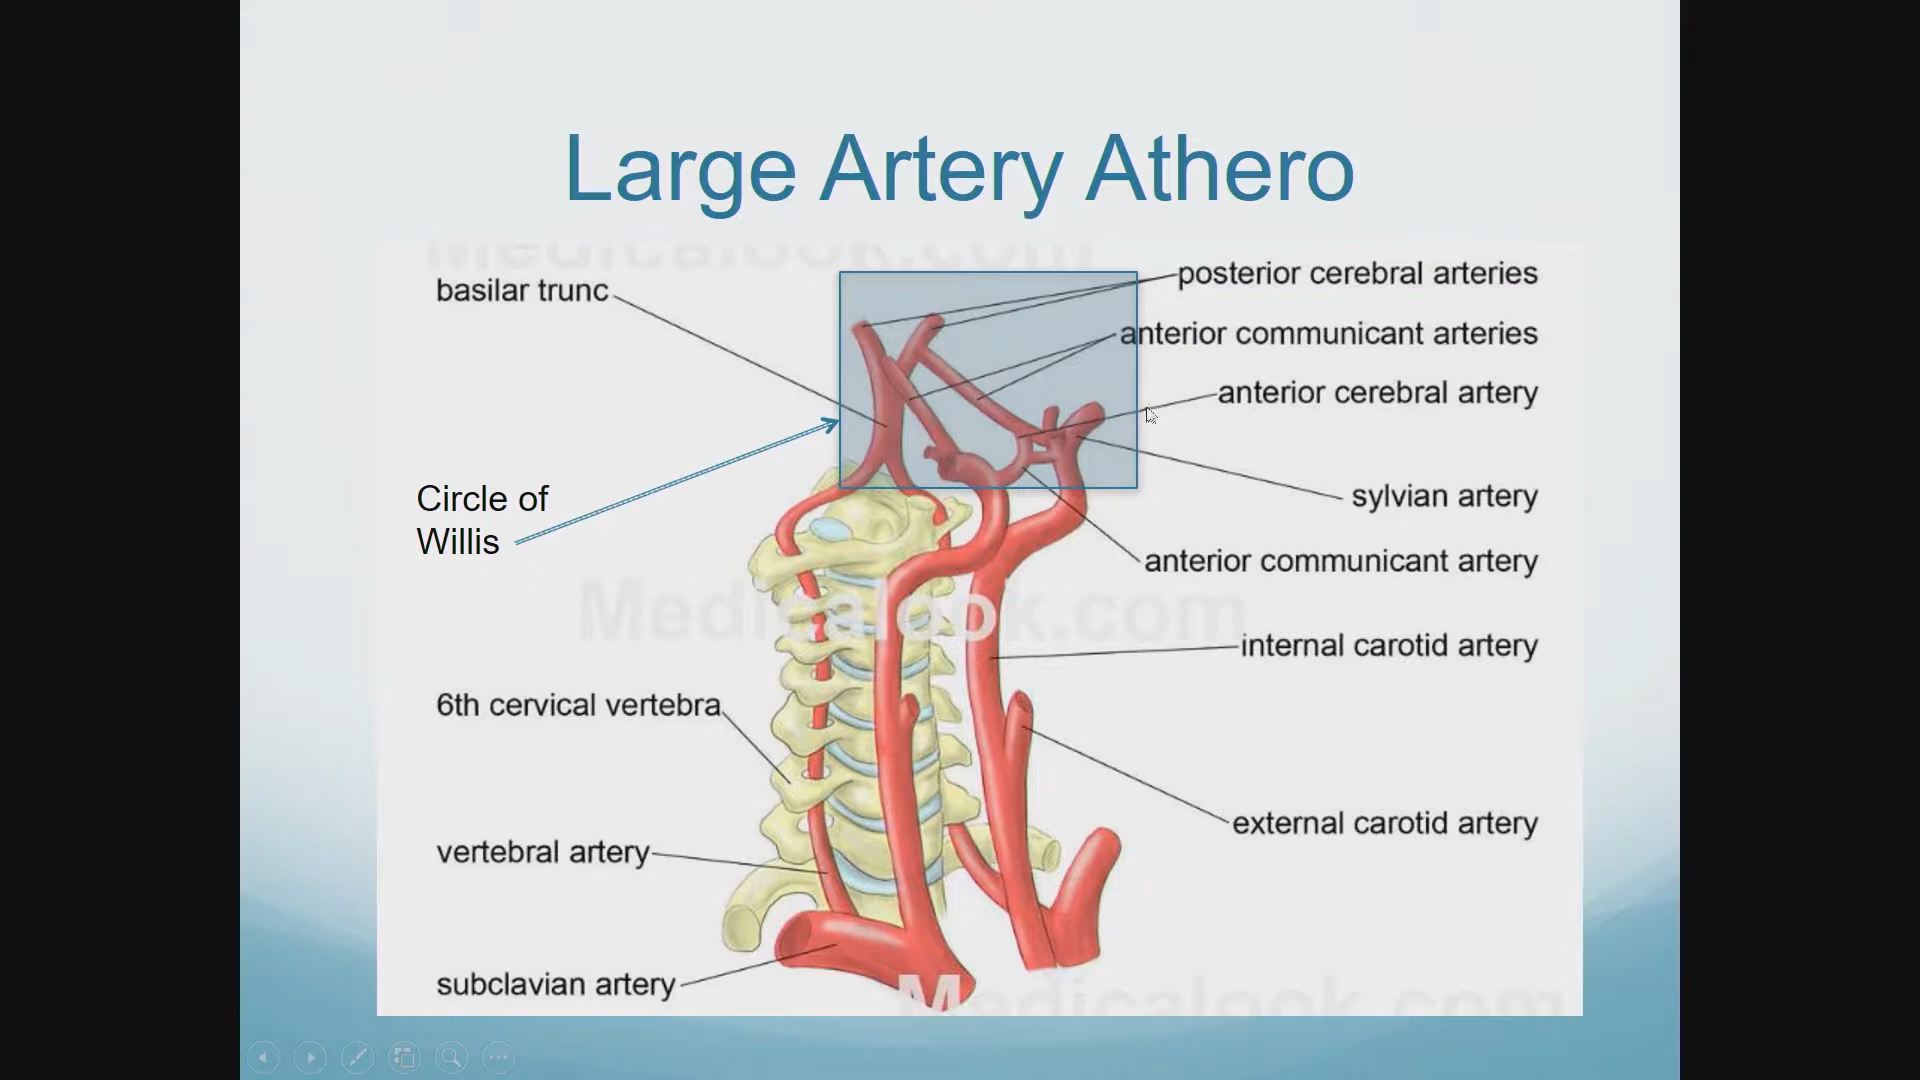 Large Artery Athero
Medicalook.com
basilar trunc
posterior cerebral arteries
anterior communicant arteries
anterior cerebral artery
Circle of
Willis
sylvian artery
anterior communicant artery
Medicalook.com
internal carotid artery
6th cervical vertebra
external carotid artery
vertebral artery
subclavian artery
Medicalook.com